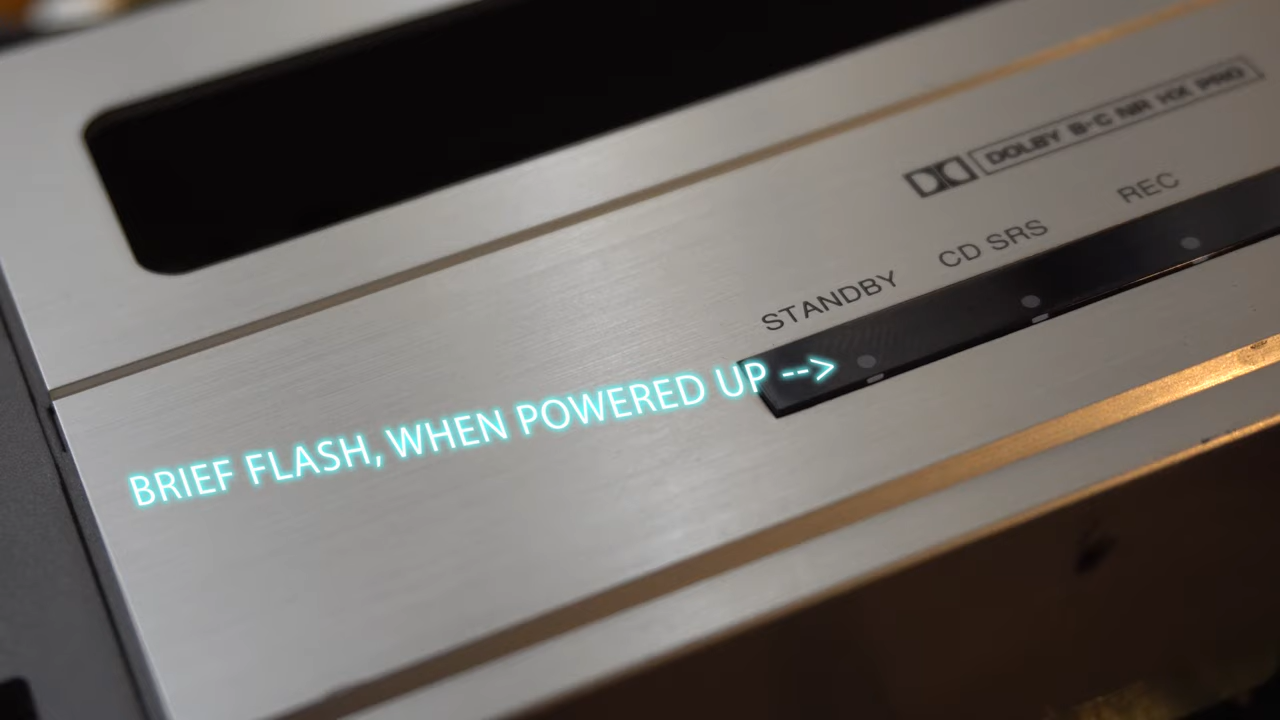 DOLBY B-C NR HX PRO
REC
CD SRS
STANDBY
BRIEF FLASH, WHEN POWERED UP -->